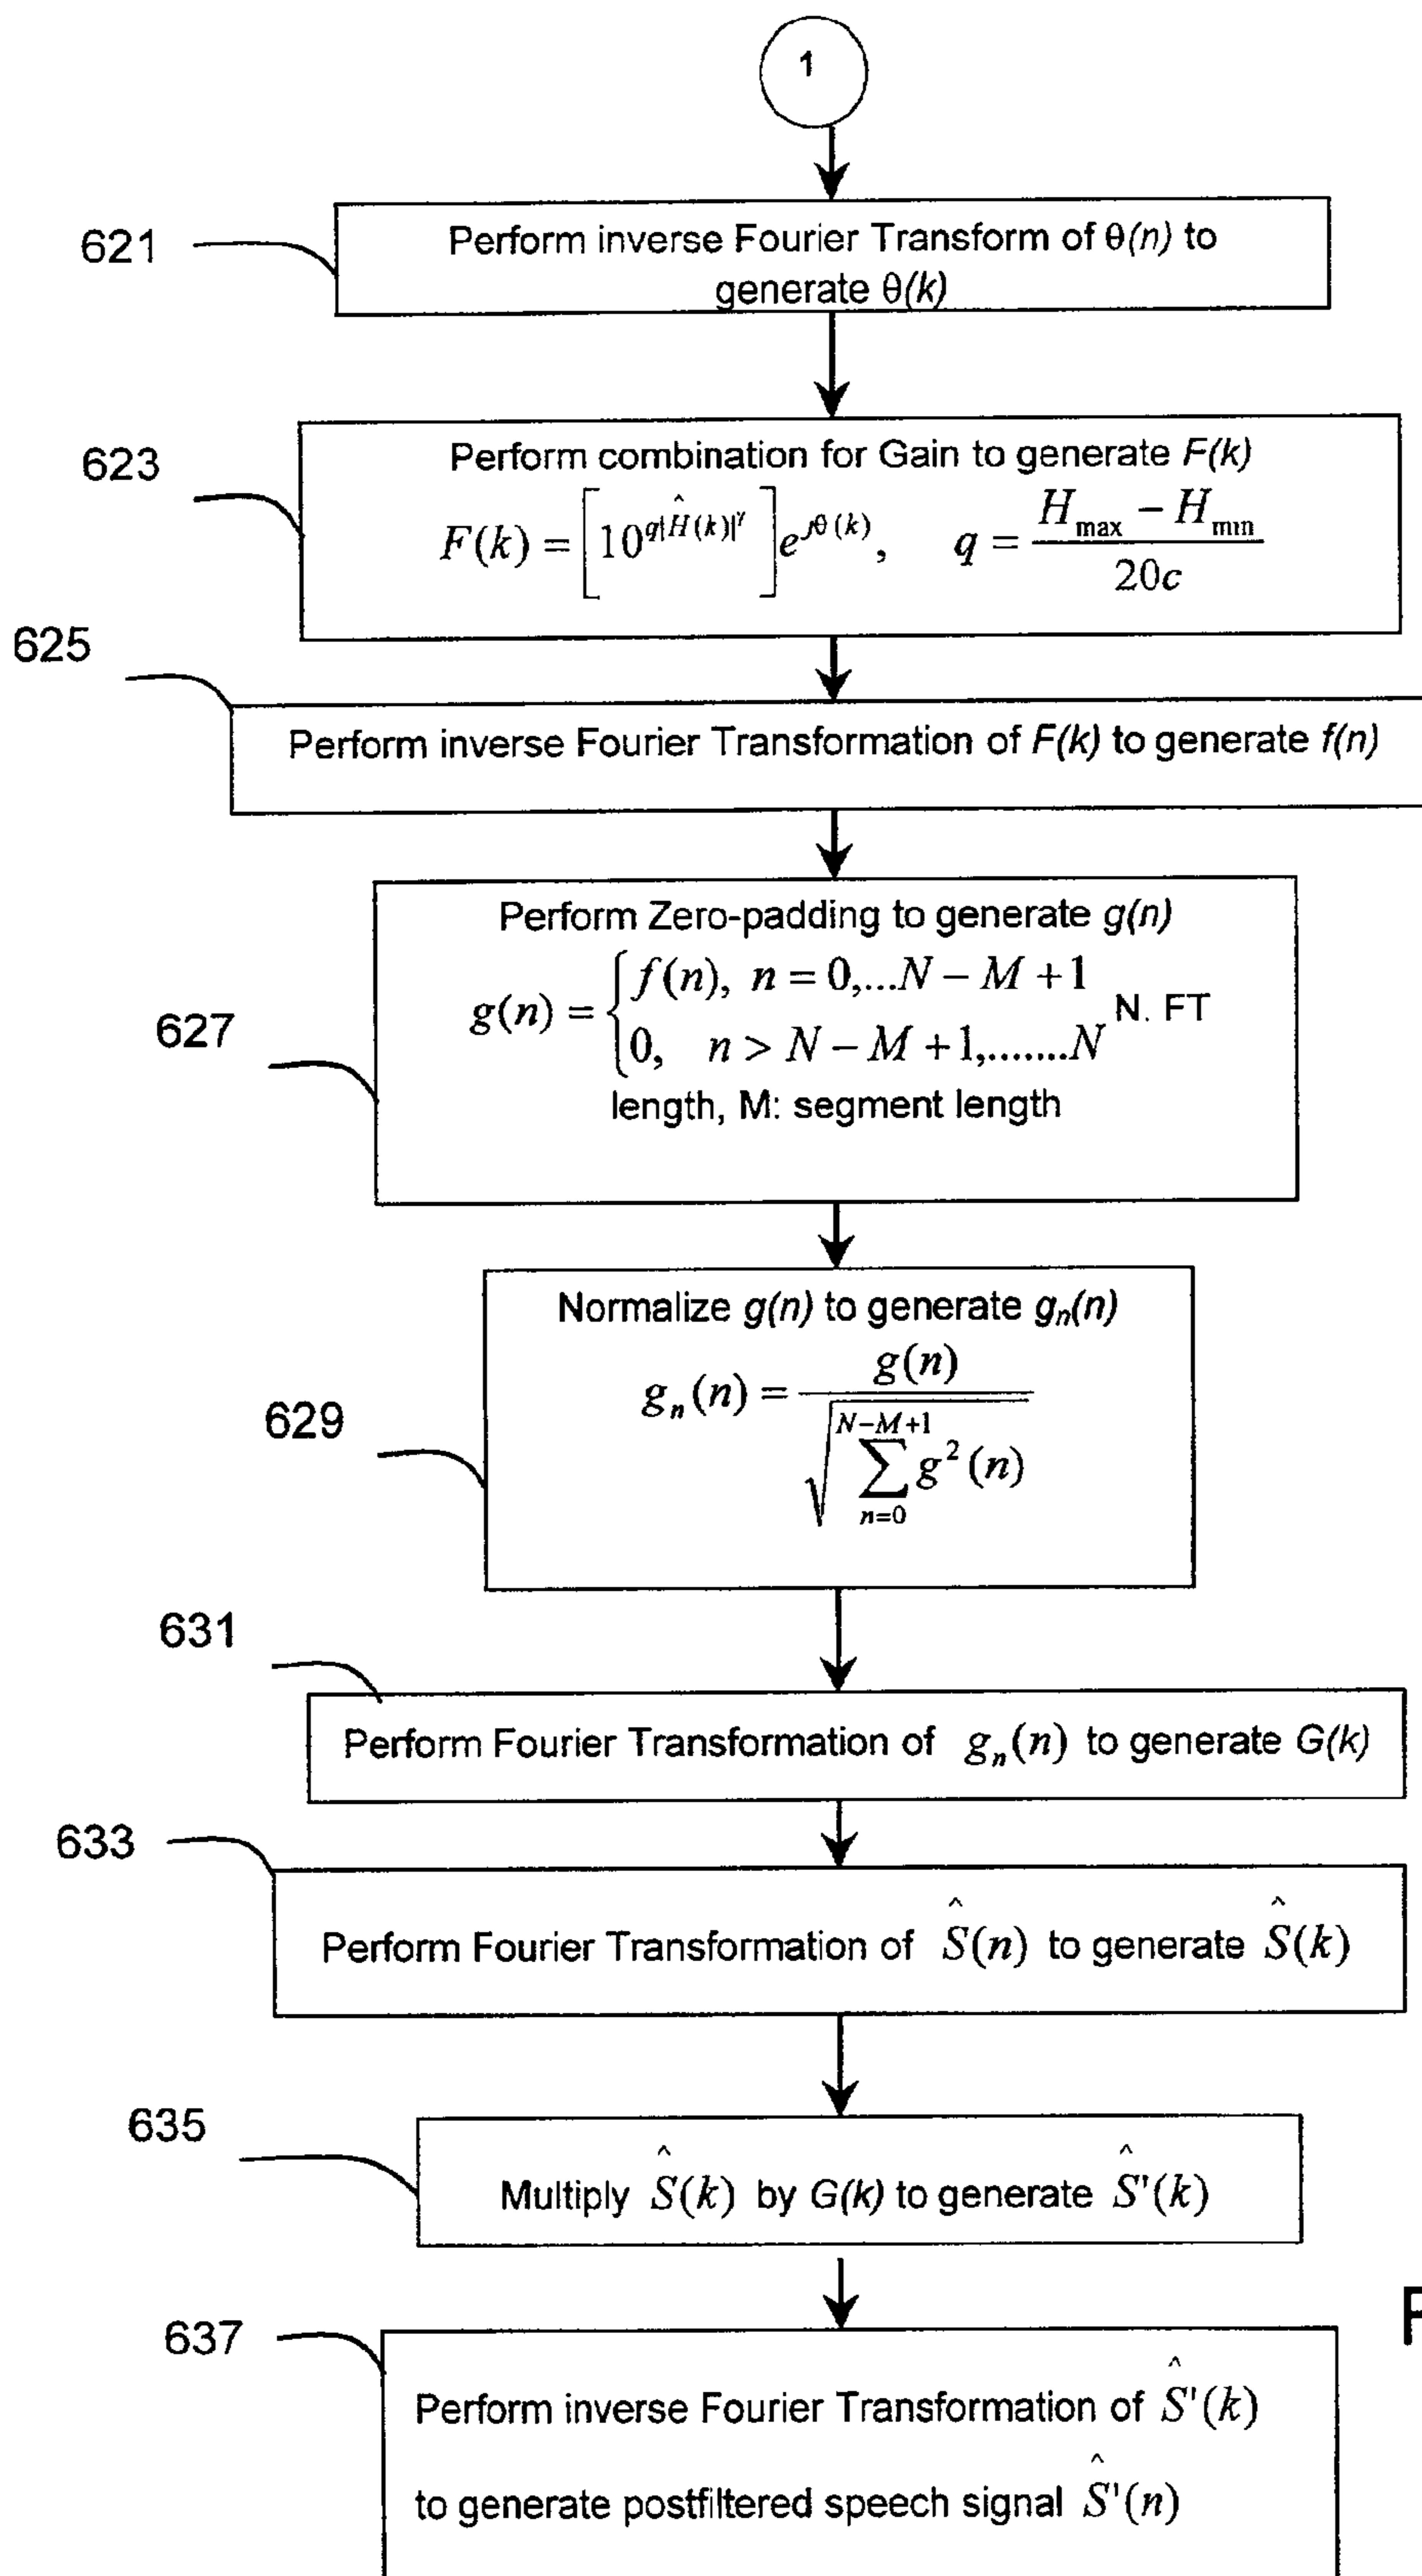 1
621
Perform inverse Fourier Transform of θ(n) to
generate θ(k)
623
Perform combination for Gain to generate F(k)
F(k) = [10^{q|Ĥ(k)|^γ}] e^{jθ(k)}, q = (H_max − H_min) / 20c
625
Perform inverse Fourier Transformation of F(k) to generate f(n)
627
Perform Zero-padding to generate g(n)
g(n) = { f(n), n = 0,...N − M + 1
0, n > N − M + 1,.......N
N. FT
length, M: segment length
629
Normalize g(n) to generate g_n(n)
g_n(n) = g(n) / √(∑_{n=0}^{N−M+1} g²(n))
631
Perform Fourier Transformation of g_n(n) to generate G(k)
633
Perform Fourier Transformation of Ŝ(n) to generate Ŝ(k)
635
Multiply Ŝ(k) by G(k) to generate Ŝ'(k)
637
Perform inverse Fourier Transformation of Ŝ'(k)
to generate postfiltered speech signal Ŝ'(n)